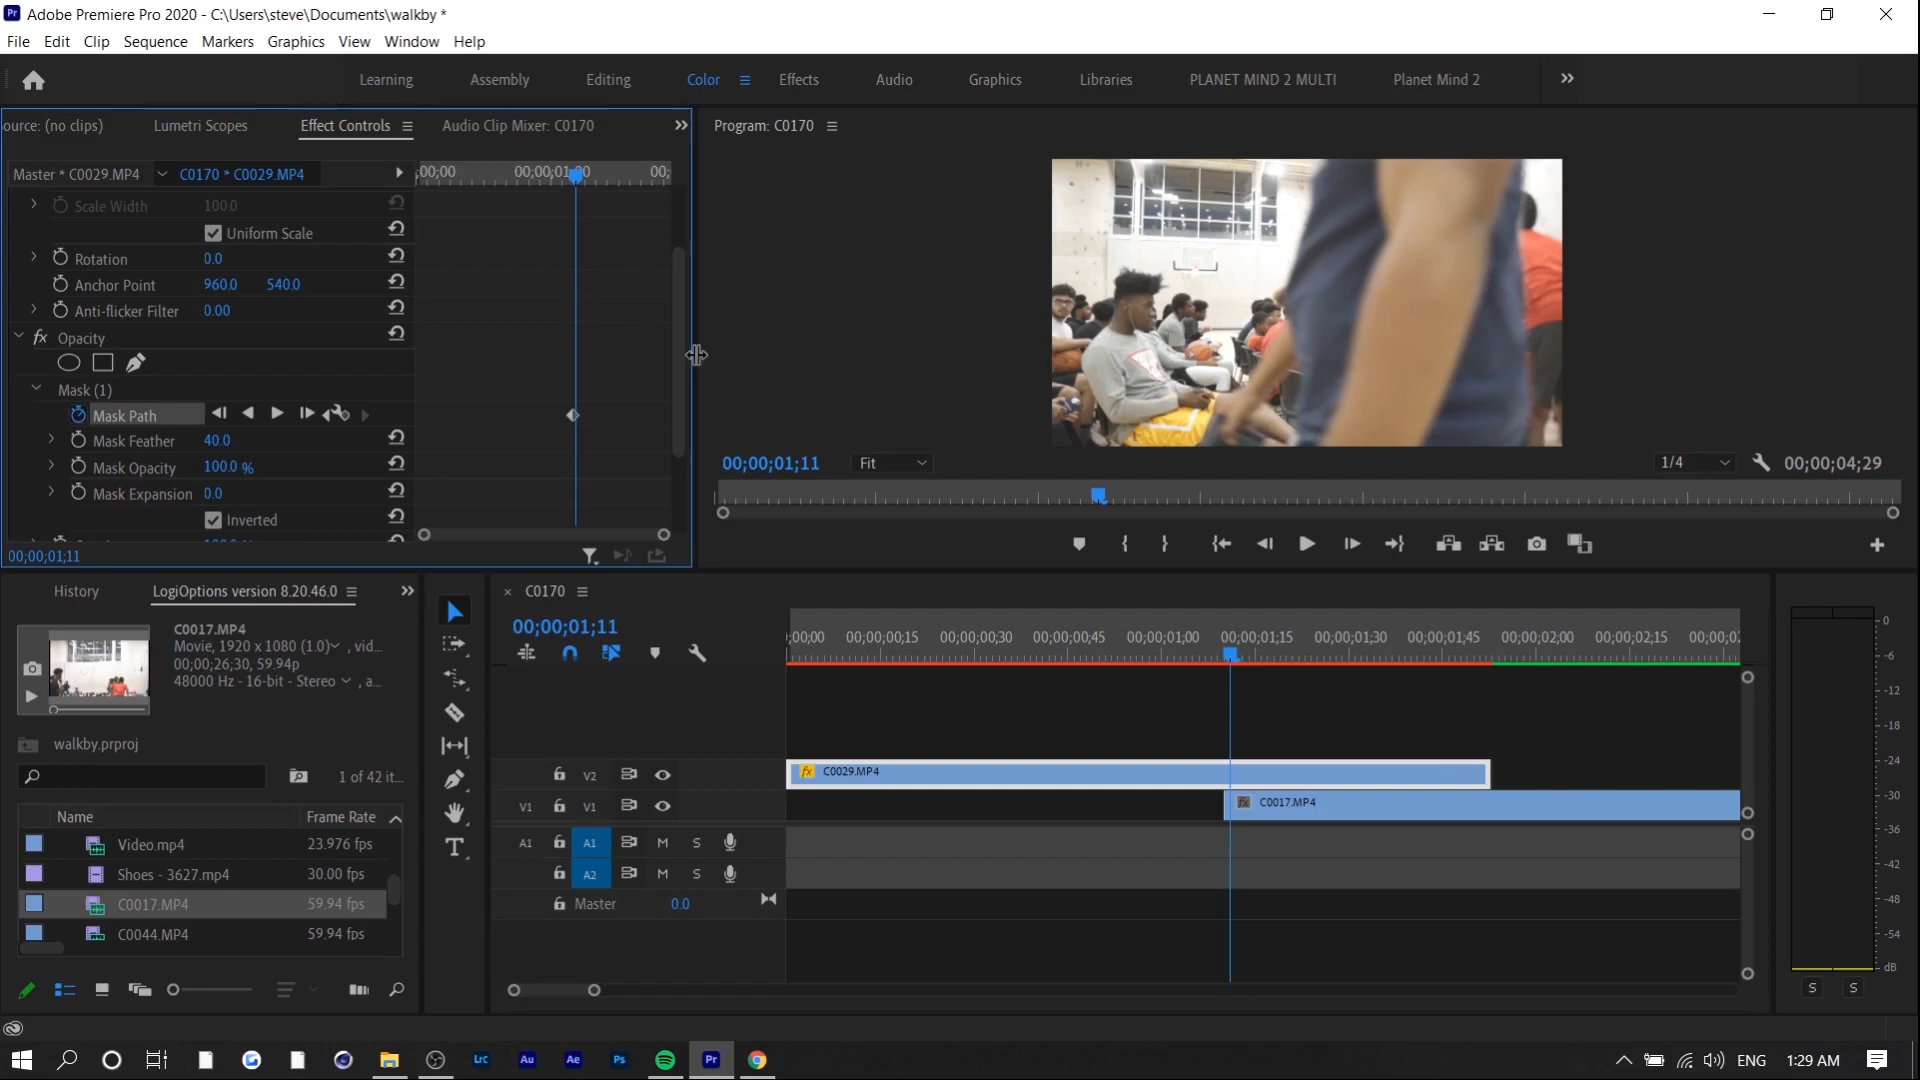 Adobe Premiere Pro 2020 - C:\Users\steve\Documents\walkby *
File Edit Clip Sequence Markers Graphics View Window Help
Learning Assembly Editing Color Effects Audio Graphics Libraries PLANET MIND 2 MULTI Planet Mind 2
ource: (no clips) Lumetri Scopes Effect Controls Audio Clip Mixer: C0170
Program: C0170
Master * C0029.MP4 C0170 * C0029.MP4
;00;00 00;00;01;00 00;
Scale Width 100.0
Uniform Scale
Rotation 0.0
Anchor Point 960.0 540.0
Anti-flicker Filter 0.00
fx Opacity
Mask (1)
Mask Path
Mask Feather 40.0
Mask Opacity 100.0 %
Mask Expansion 0.0
Inverted
00;00;01;11
00;00;01;11 Fit 1/4 00;00;04;29
History LogiOptions version 8.20.46.0
C0017.MP4
Movie, 1920 x 1080 (1.0) , vid...
00;00;26;30, 59.94p
48000 Hz - 16-bit - Stereo , a...
walkby.prproj
1 of 42 it...
Name Frame Rate
Video.mp4 23.976 fps
Shoes - 3627.mp4 30.00 fps
C0017.MP4 59.94 fps
C0044.MP4 59.94 fps
× C0170
00;00;01;11
;00;00 00;00;00;15 00;00;00;30 00;00;00;45 00;00;01;00 00;00;01;15 00;00;01;30 00;00;01;45 00;00;02;00 00;00;02;15 00;00;0
V2 fx C0029.MP4
V1 V1 fx C0017.MP4
A1 A1 M S
A2 M S
Master 0.0
0
-6
-12
-18
-24
-30
-36
-42
-48
-54
dB
S S
Lrc Au Ae Ps Pr
ENG 1:29 AM